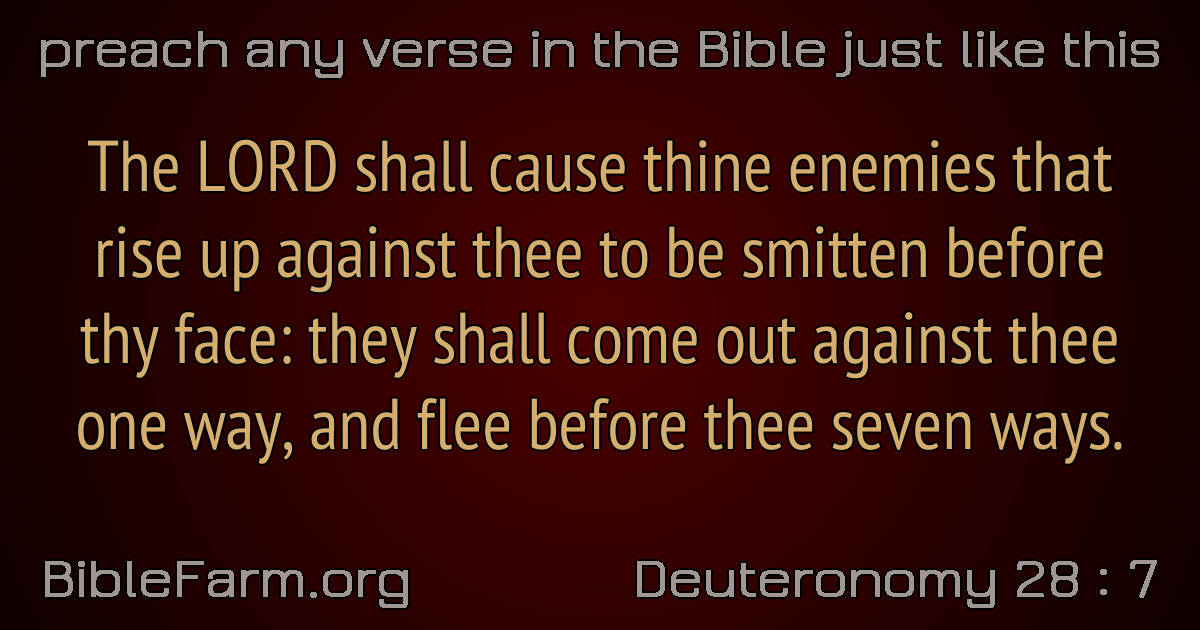 preach any verse in the Bible just like this
The LORD shall cause thine enemies that
rise up against thee to be smitten before
thy face: they shall come out against thee
one way, and flee before thee seven ways.
BibleFarm.org
Deuteronomy 28 : 7